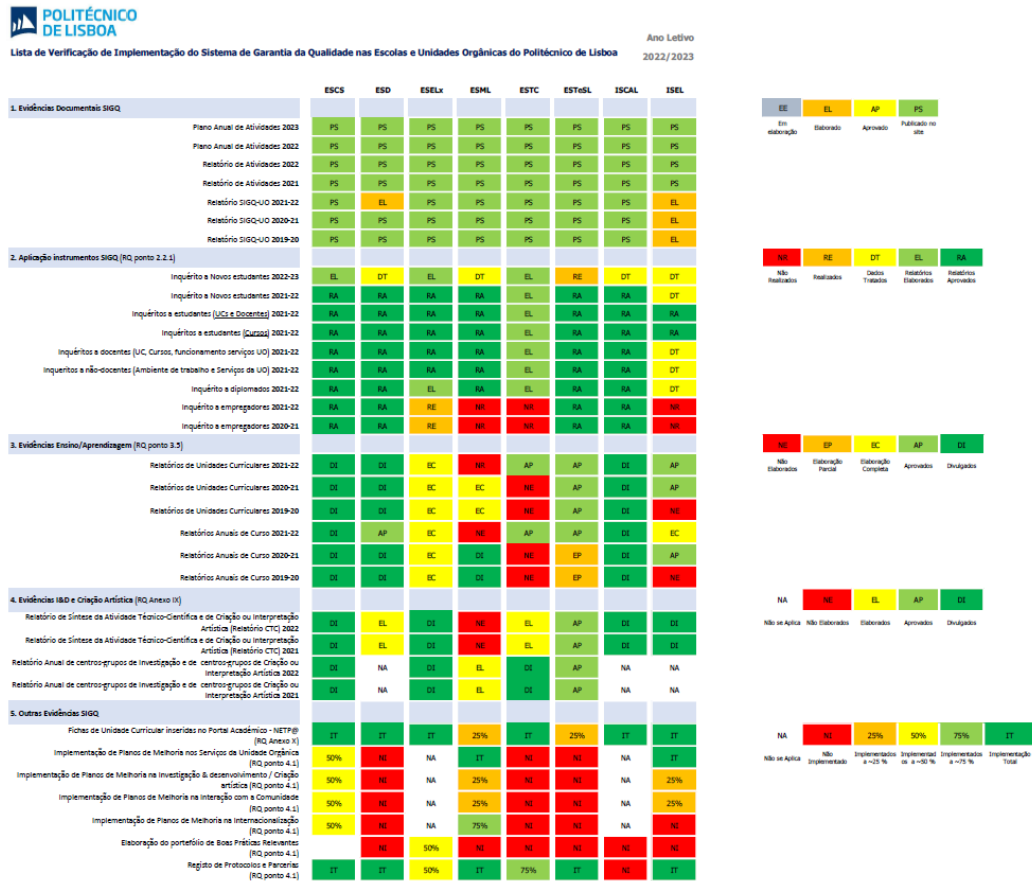 POLITÉCNICO
DE LISBOA
Lista de Verificação de Implementação do Sistema de Garantia da Qualidade nas Escolas e Unidades Orgânicas do Politécnico de Lisboa
Ano Letivo
2022/2023
ESCS ESD ESELx ESML ESTC ESTeSL ISCAL ISEL
1. Evidências Documentais SIGQ
EE EL AP PS
Em elaboração Elaborado Aprovado Publicado no site
Plano Anual de Atividades 2023 PS PS PS PS PS PS PS PS
Plano Anual de Atividades 2022 PS PS PS PS PS PS PS PS
Relatório de Atividades 2022 PS PS PS PS PS PS PS PS
Relatório de Atividades 2021 PS PS PS PS PS PS PS PS
Relatório SIGQ-UO 2021-22 PS EL PS PS PS PS PS EL
Relatório SIGQ-UO 2020-21 PS PS PS PS PS PS PS EL
Relatório SIGQ-UO 2019-20 PS PS PS PS PS PS PS EL
2. Aplicação instrumentos SIGQ (RQ ponto 2.2.1)
NR RE DT EL RA
Não Realizados Realizados Dados Tratados Relatórios Elaborados Relatórios Aprovados
Inquérito a Novos estudantes 2022-23 EL DT EL DT EL RE DT DT
Inquérito a Novos estudantes 2021-22 RA RA RA RA EL RA RA DT
Inquéritos a estudantes (UCs e Docentes) 2021-22 RA RA RA RA EL RA RA RA
Inquéritos a estudantes (Cursos) 2021-22 RA RA RA RA EL RA RA RA
Inquéritos a docentes (UC, Cursos, funcionamento serviços UO) 2021-22 RA RA RA RA EL RA RA DT
Inqueritos a não-docentes (Ambiente de trabalho e Serviços da UO) 2021-22 RA RA RA RA EL RA RA DT
Inquérito a diplomados 2021-22 RA RA EL RA EL RA RA DT
Inquérito a empregadores 2021-22 RA RA RE NR NR RA RA NR
Inquérito a empregadores 2020-21 RA RA RE NR NR RA RA NR
3. Evidências Ensino/Aprendizagem (RQ ponto 3.5)
NE EP EC AP DI
Não Elaborados Elaboração Parcial Elaboração Completa Aprovados Divulgados
Relatórios de Unidades Curriculares 2021-22 DI DI EC NR AP AP DI AP
Relatórios de Unidades Curriculares 2020-21 DI DI EC EC NE AP DI AP
Relatórios de Unidades Curriculares 2019-20 DI DI EC EC NE AP DI NE
Relatórios Anuais de Curso 2021-22 DI AP EC NE AP AP DI EC
Relatórios Anuais de Curso 2020-21 DI DI EC DI NE EP DI AP
Relatórios Anuais de Curso 2019-20 DI DI EC DI NE EP DI NE
4. Evidências I&D e Criação Artística (RQ Anexo IX)
NA NE EL AP DI
Não se Aplica Não Elaborados Elaborados Aprovados Divulgados
Relatório de Síntese da Atividade Técnico-Científica e de Criação ou Interpretação
Artística (Relatório CTC) 2022 DI EL DI NE EL AP DI DI
Relatório de Síntese da Atividade Técnico-Científica e de Criação ou Interpretação
Artística (Relatório CTC) 2021 DI EL DI NE EL AP DI DI
Relatório Anual de centros-grupos de Investigação e de centros-grupos de Criação ou
Interpretação Artística 2022 DI NA DI EL DI AP NA NA
Relatório Anual de centros-grupos de Investigação e de centros-grupos de Criação ou
Interpretação Artística 2021 DI NA DI EL DI AP NA NA
5. Outras Evidências SIGQ
NA NI 25% 50% 75% IT
Não se Aplica Não Implementado Implementados a ~25 % Implementad os a ~50 % Implementados a ~75 % Implementação Total
Fichas de Unidade Curricular inseridas no Portal Académico - NETP@
(RQ Anexo X) IT IT IT 25% IT 25% IT IT
Implementação de Planos de Melhoria nos Serviços da Unidade Orgânica
(RQ ponto 4.1) 50% NI NA IT NI NI NA IT
Implementação de Planos de Melhoria na Investigação & desenvolvimento / Criação
artística (RQ ponto 4.1) 50% NI NA 25% NI NI NA 25%
Implementação de Planos de Melhoria na Interação com a Comunidade
(RQ ponto 4.1) 50% NI NA 25% NI NI NA 25%
Implementação de Planos de Melhoria na Internacionalização
(RQ ponto 4.1) 50% NI NA 75% NI NI NA NI
Elaboração do portefólio de Boas Práticas Relevantes
(RQ ponto 4.1) NI 50% NI NI NI NI NI
Registo de Protocolos e Parcerias
(RQ ponto 4.1) IT IT 50% IT 75% IT NI IT